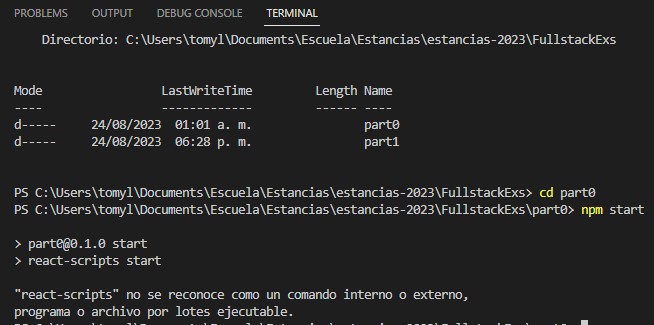 PROBLEMS OUTPUT DEBUG CONSOLE TERMINAL
Directorio: C:\Users\tomyl\Documents\Escuela\Estancias\estancias-2023\FullstackExs
Mode LastWriteTime Length Name
---- ------------- ------ ----
d----- 24/08/2023 01:01 a. m. part0
d----- 24/08/2023 06:28 p. m. part1
PS C:\Users\tomyl\Documents\Escuela\Estancias\estancias-2023\FullstackExs> cd part0
PS C:\Users\tomyl\Documents\Escuela\Estancias\estancias-2023\FullstackExs\part0> npm start
> part0@0.1.0 start
> react-scripts start
"react-scripts" no se reconoce como un comando interno o externo,
programa o archivo por lotes ejecutable.